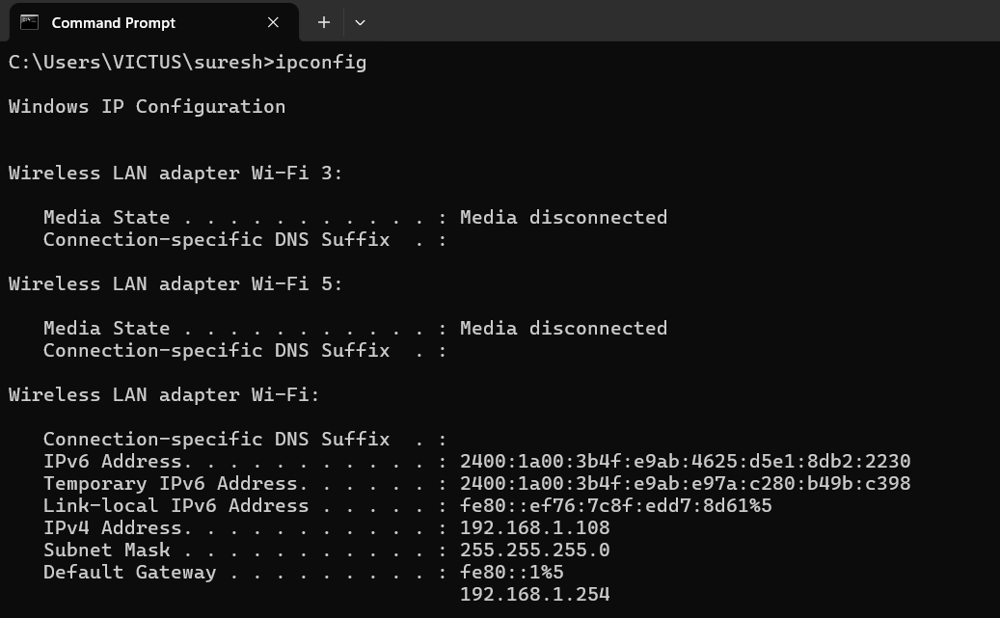 Command Prompt
C:\Users\VICTUS\suresh>ipconfig
Windows IP Configuration
Wireless LAN adapter Wi-Fi 3:
Media State . . . . . . . . . . . : Media disconnected
Connection-specific DNS Suffix  . :
Wireless LAN adapter Wi-Fi 5:
Media State . . . . . . . . . . . : Media disconnected
Connection-specific DNS Suffix  . :
Wireless LAN adapter Wi-Fi:
Connection-specific DNS Suffix  . :
IPv6 Address. . . . . . . . . . . : 2400:1a00:3b4f:e9ab:4625:d5e1:8db2:2230
Temporary IPv6 Address. . . . . . : 2400:1a00:3b4f:e9ab:e97a:c280:b49b:c398
Link-local IPv6 Address . . . . . : fe80::ef76:7c8f:edd7:8d61%5
IPv4 Address. . . . . . . . . . . : 192.168.1.108
Subnet Mask . . . . . . . . . . . : 255.255.255.0
Default Gateway . . . . . . . . . : fe80::1%5
192.168.1.254